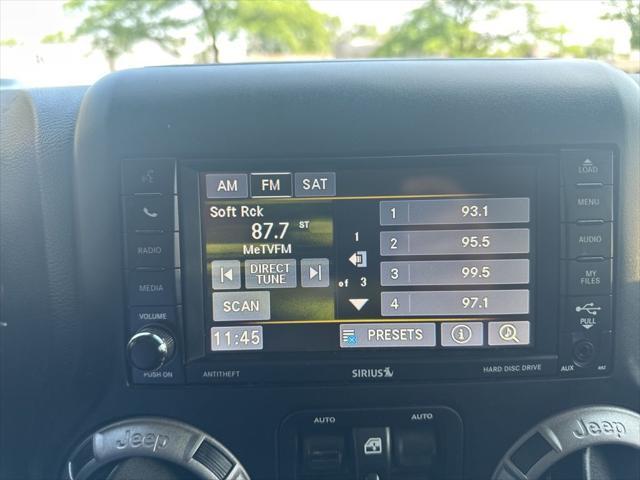 LOAD
AM FM SAT
MENU
Soft Rck
87.7 ST
MeTVFM
1 93.1
2 95.5
3 99.5
4 97.1
1
of 3
RADIO
AUDIO
DIRECT TUNE
MEDIA
MY FILES
SCAN
VOLUME
PULL
11:45
PRESETS
PUSH ON
ANTITHEFT
SIRIUS
HARD DISC DRIVE
AUX
AUTO
AUTO
Jeep
Jeep